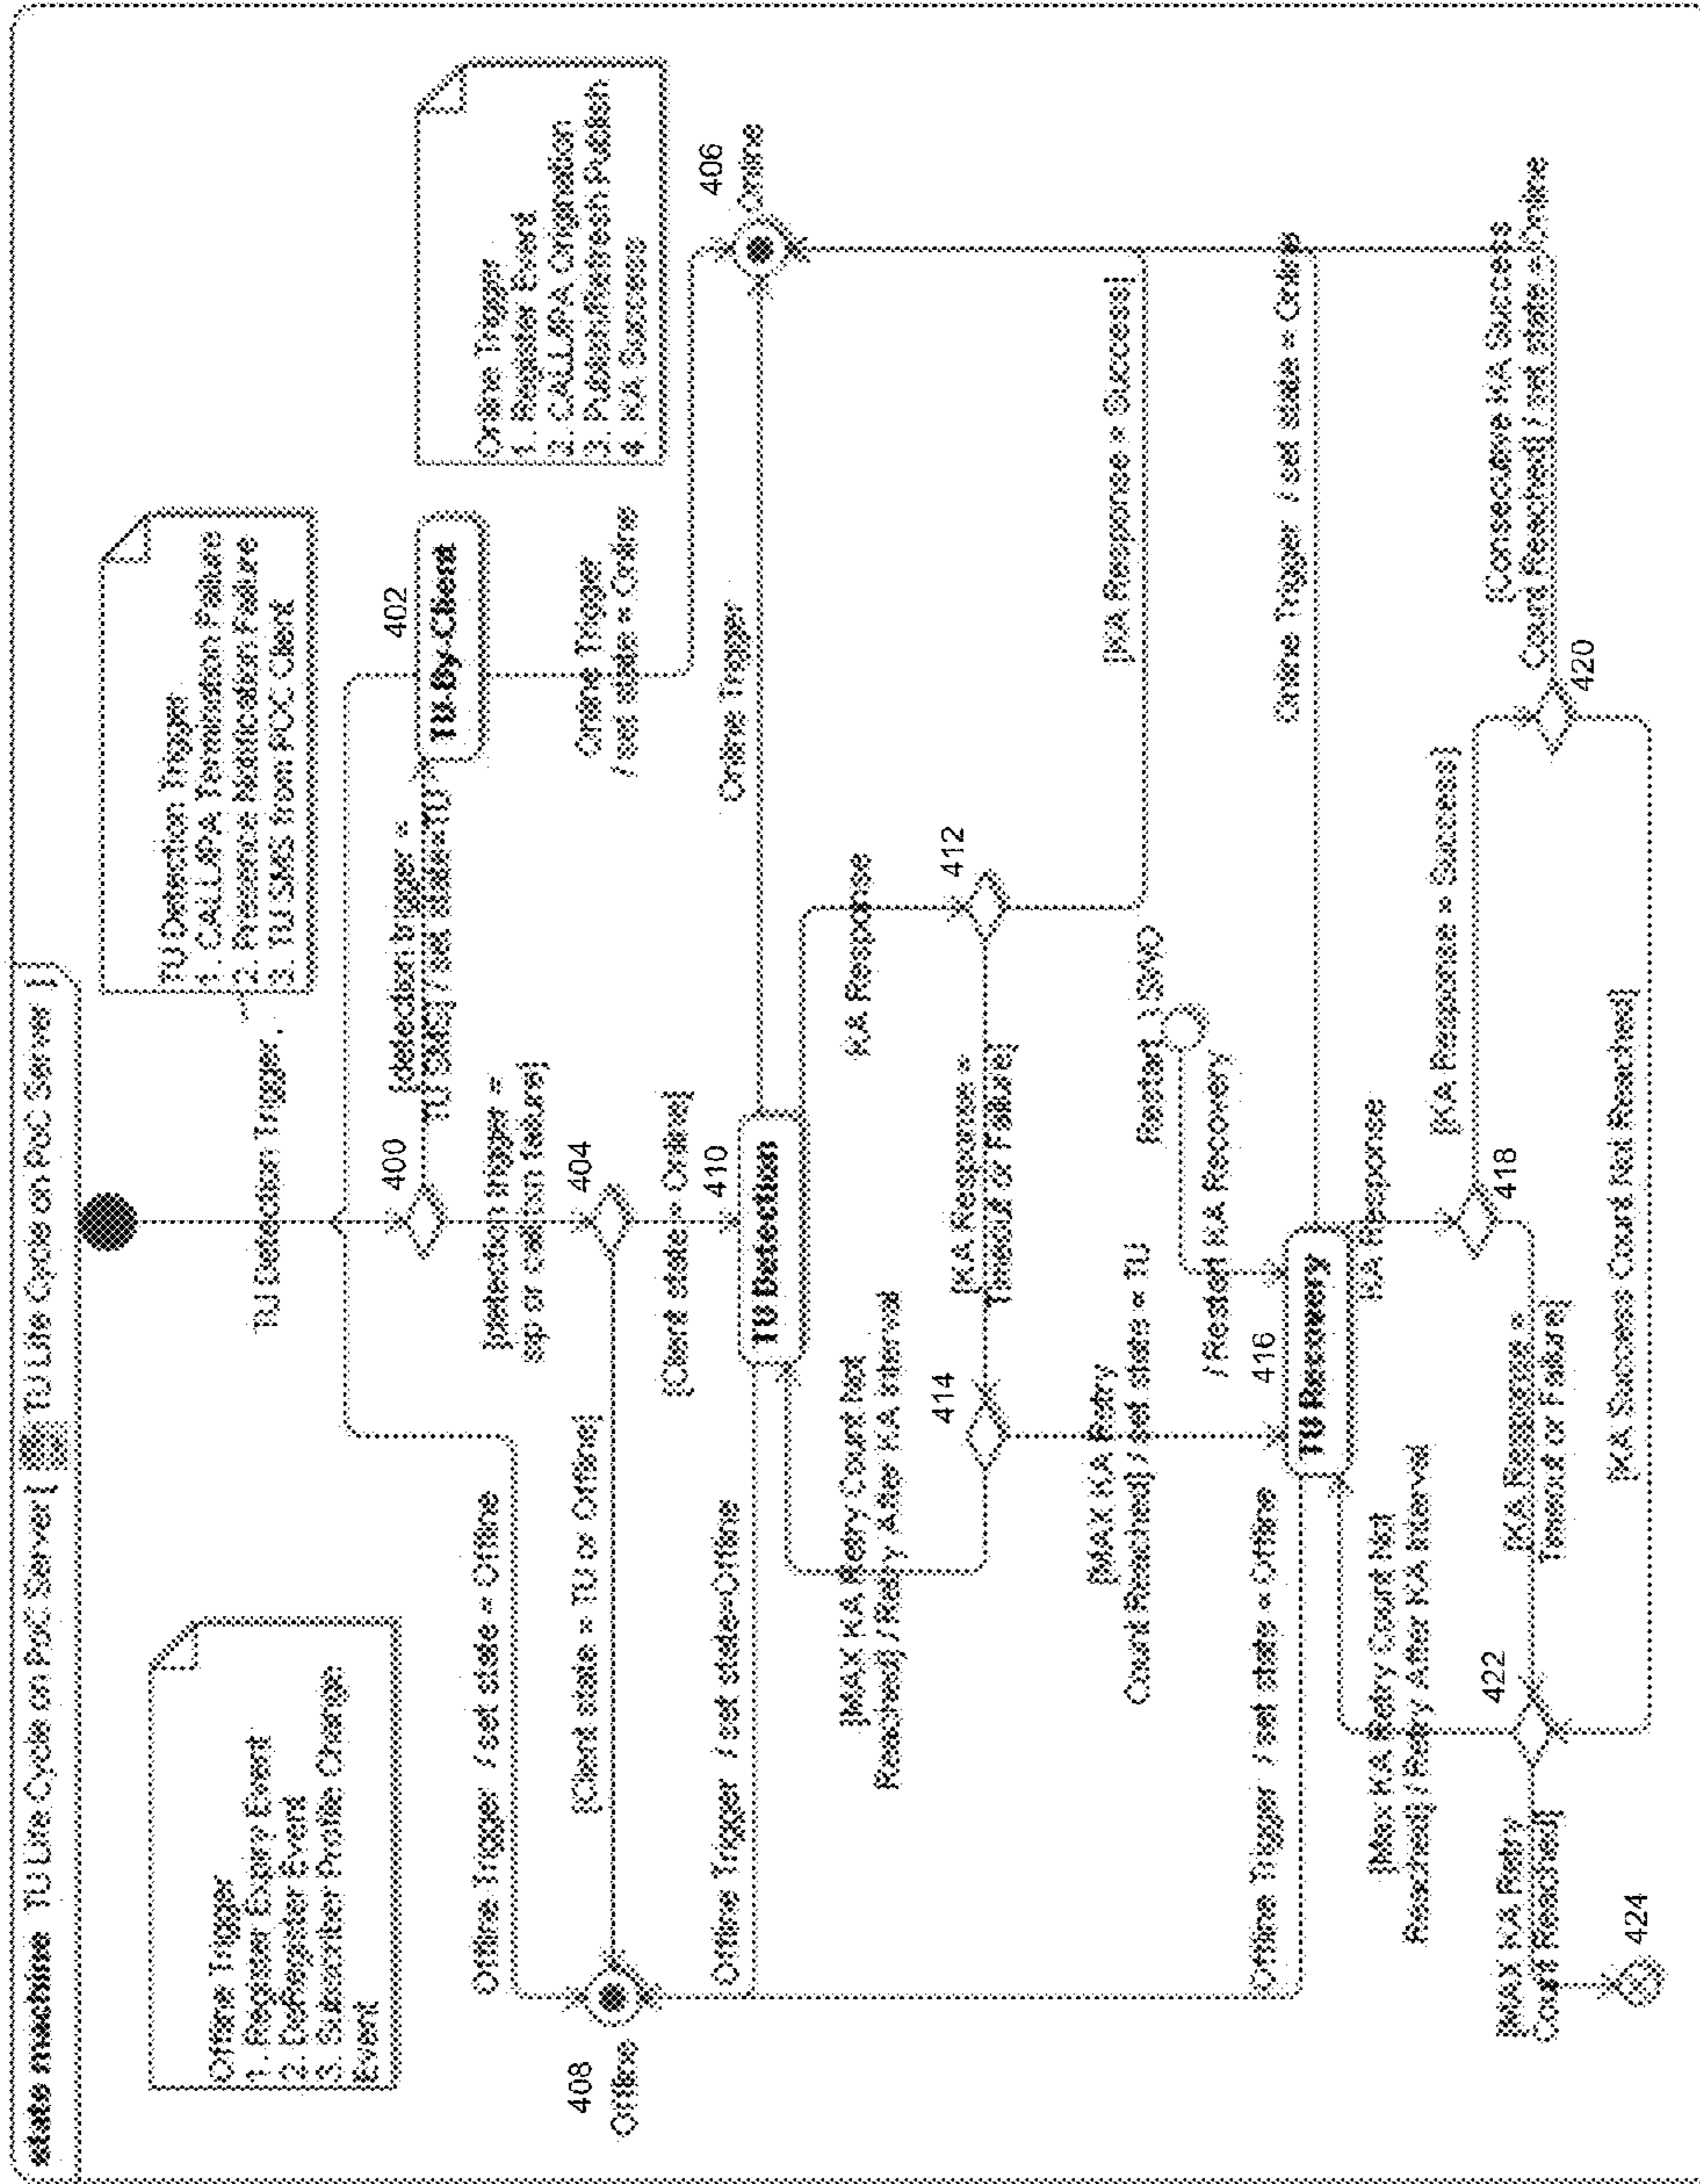 state machine TU Life Cycle on PoC Server [ TU Life Cycle on PoC Server ]
Offline Trigger
1. Register Expiry Event
2. De-Register Event
3. Subscriber Profile Change
Event
TU Detection Trigger
1. CALL/IPA Termination Failure
2. Presence Notification Failure
3. TU SMS from POC Client
Online Trigger
1. Register Event
2. CALL/IPA Origination
3. Publish/Refresh Publish
4. KA Success
TU Detection Trigger
400
[detection trigger =
TU SMS] / set state=TU
402
TU-By-Client
Offline Trigger / set state = Offline
[detection trigger =
sip or call term failure]
Online Trigger
/ set state = Online
408
Offline
[Client state = TU or Offline]
404
406
Online
[Client state = Online]
410
TU Detection
Offline Trigger / set state=Offline
Online Trigger
[MAX KA Retry Count Not
Reached] / Retry After KA Interval
KA Response
414
[KA Response =
Timeout or Failure]
412
[KA Response = Success]
[MAX KA Retry
Count Reached] / set state = TU
Restart
/ Restart KA Recovery
416
TU Recovery
Offline Trigger / set state = Offline
Online Trigger / set state = Online
[Max KA Retry Count Not
Reached] / Retry After KA Interval
KA Response
418
[KA Response = Success]
[Consecutive KA Success
Count Reached] / set state = Online
[MAX KA Retry
Count Reached]
422
[KA Response =
Timeout or Failure]
420
[KA Success Count Not Reached]
424